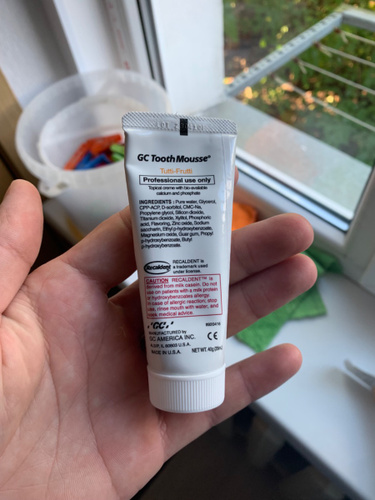 GC Tooth Mousse®
Tutti-Frutti
Professional use only
Topical creme with bio-available
calcium and phosphate
INGREDIENTS : Pure water, Glycerol,
CPP-ACP, D-sorbitol, CMC-Na,
Propylene glycol, Silicon dioxide,
Titanium dioxide, Xylitol, Phosphoric
acid, Flavoring, Zinc oxide, Sodium
saccharin, Ethyl p-hydroxybenzoate,
Magnesium oxide, Guar gum, Propyl
p-hydroxybenzoate, Butyl
p-hydroxybenzoate
Recaldent
RECALDENT is
a trademark used
under license.
CAUTION RECALDENT™ is
derived from milk casein. Do not
use on patients with a milk protein
or hydroxybenzoates allergy.
In case of allergic reaction, stop
use, rinse mouth with water, and
seek medical advice.
GC
MANUFACTURED by
GC AMERICA INC.
ALSIP, IL 60803 U.S.A.
MADE IN U.S.A.
CE
NET WT. 40g